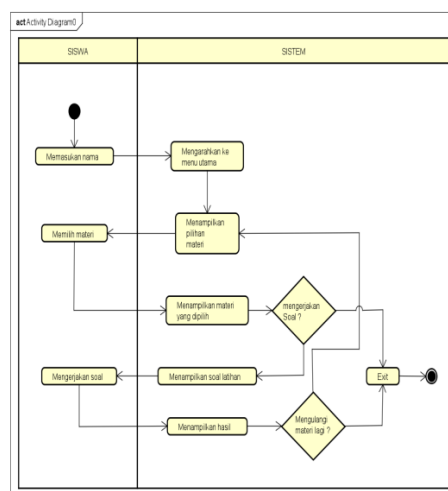 act Activity Diagram0
SISWA
SISTEM
Memasukan nama
Mengarahkan ke
menu utama
Menampilkan
pilihan
materi
Memilih materi
Menampilkan materi
yang dipilih
mengerjakan
Soal ?
Mengerjakan soal
Menampilkan soal latihan
Exit
Menampilkan hasil
Mengulangi
materi lagi ?